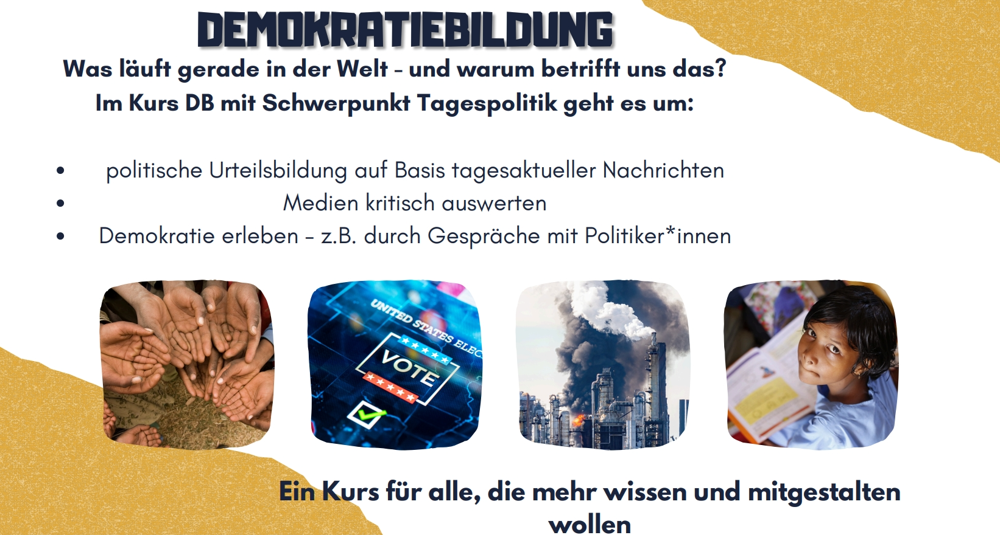 DEMOKRATIEBILDUNG
Was läuft gerade in der Welt - und warum betrifft uns das?
Im Kurs DB mit Schwerpunkt Tagespolitik geht es um:
• politische Urteilsbildung auf Basis tagesaktueller Nachrichten
• Medien kritisch auswerten
• Demokratie erleben - z.B. durch Gespräche mit Politiker*innen
UNITED STATES ELEC
VOTE
Ein Kurs für alle, die mehr wissen und mitgestalten
wollen